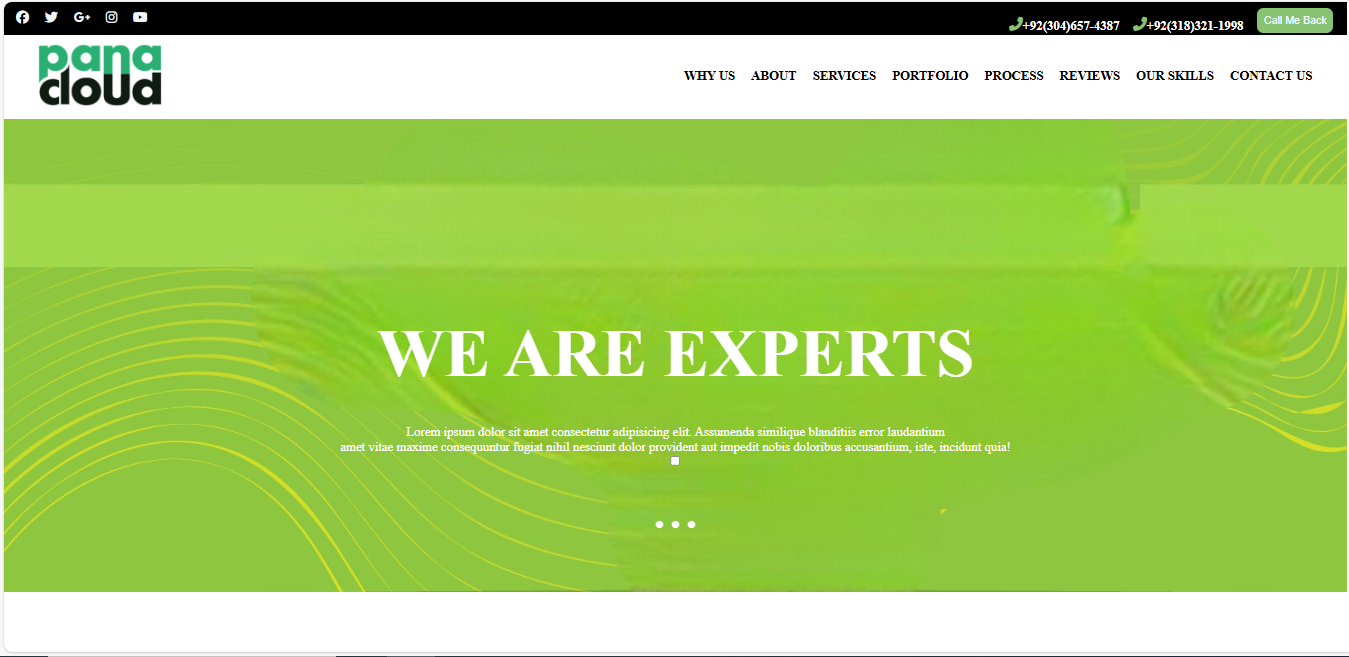 +92(304)657-4387 +92(318)321-1998 Call Me Back
pana
cloud
WHY US ABOUT SERVICES PORTFOLIO PROCESS REVIEWS OUR SKILLS CONTACT US
WE ARE EXPERTS
Lorem ipsum dolor sit amet consectetur adipisicing elit. Assumenda similique blanditiis error laudantium
amet vitae maxime consequuntur fugiat nihil nesciunt dolor provident aut impedit nobis doloribus accusantium, iste, incidunt quia!